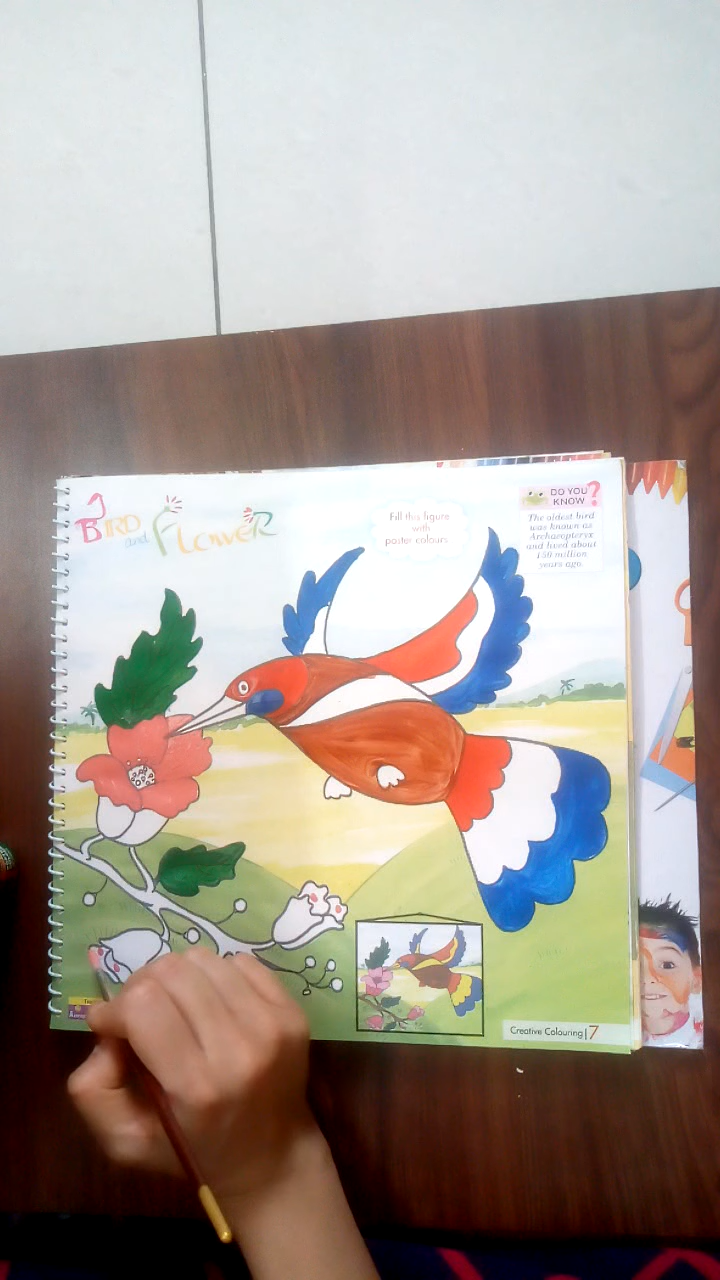 BIRD
and
FLOWER
Fill this figure
with
poster colours
DO YOU
KNOW ?
The oldest bird
was known as
Archaeopteryx
and lived about
150 million
years ago.
Creative Colouring | 7